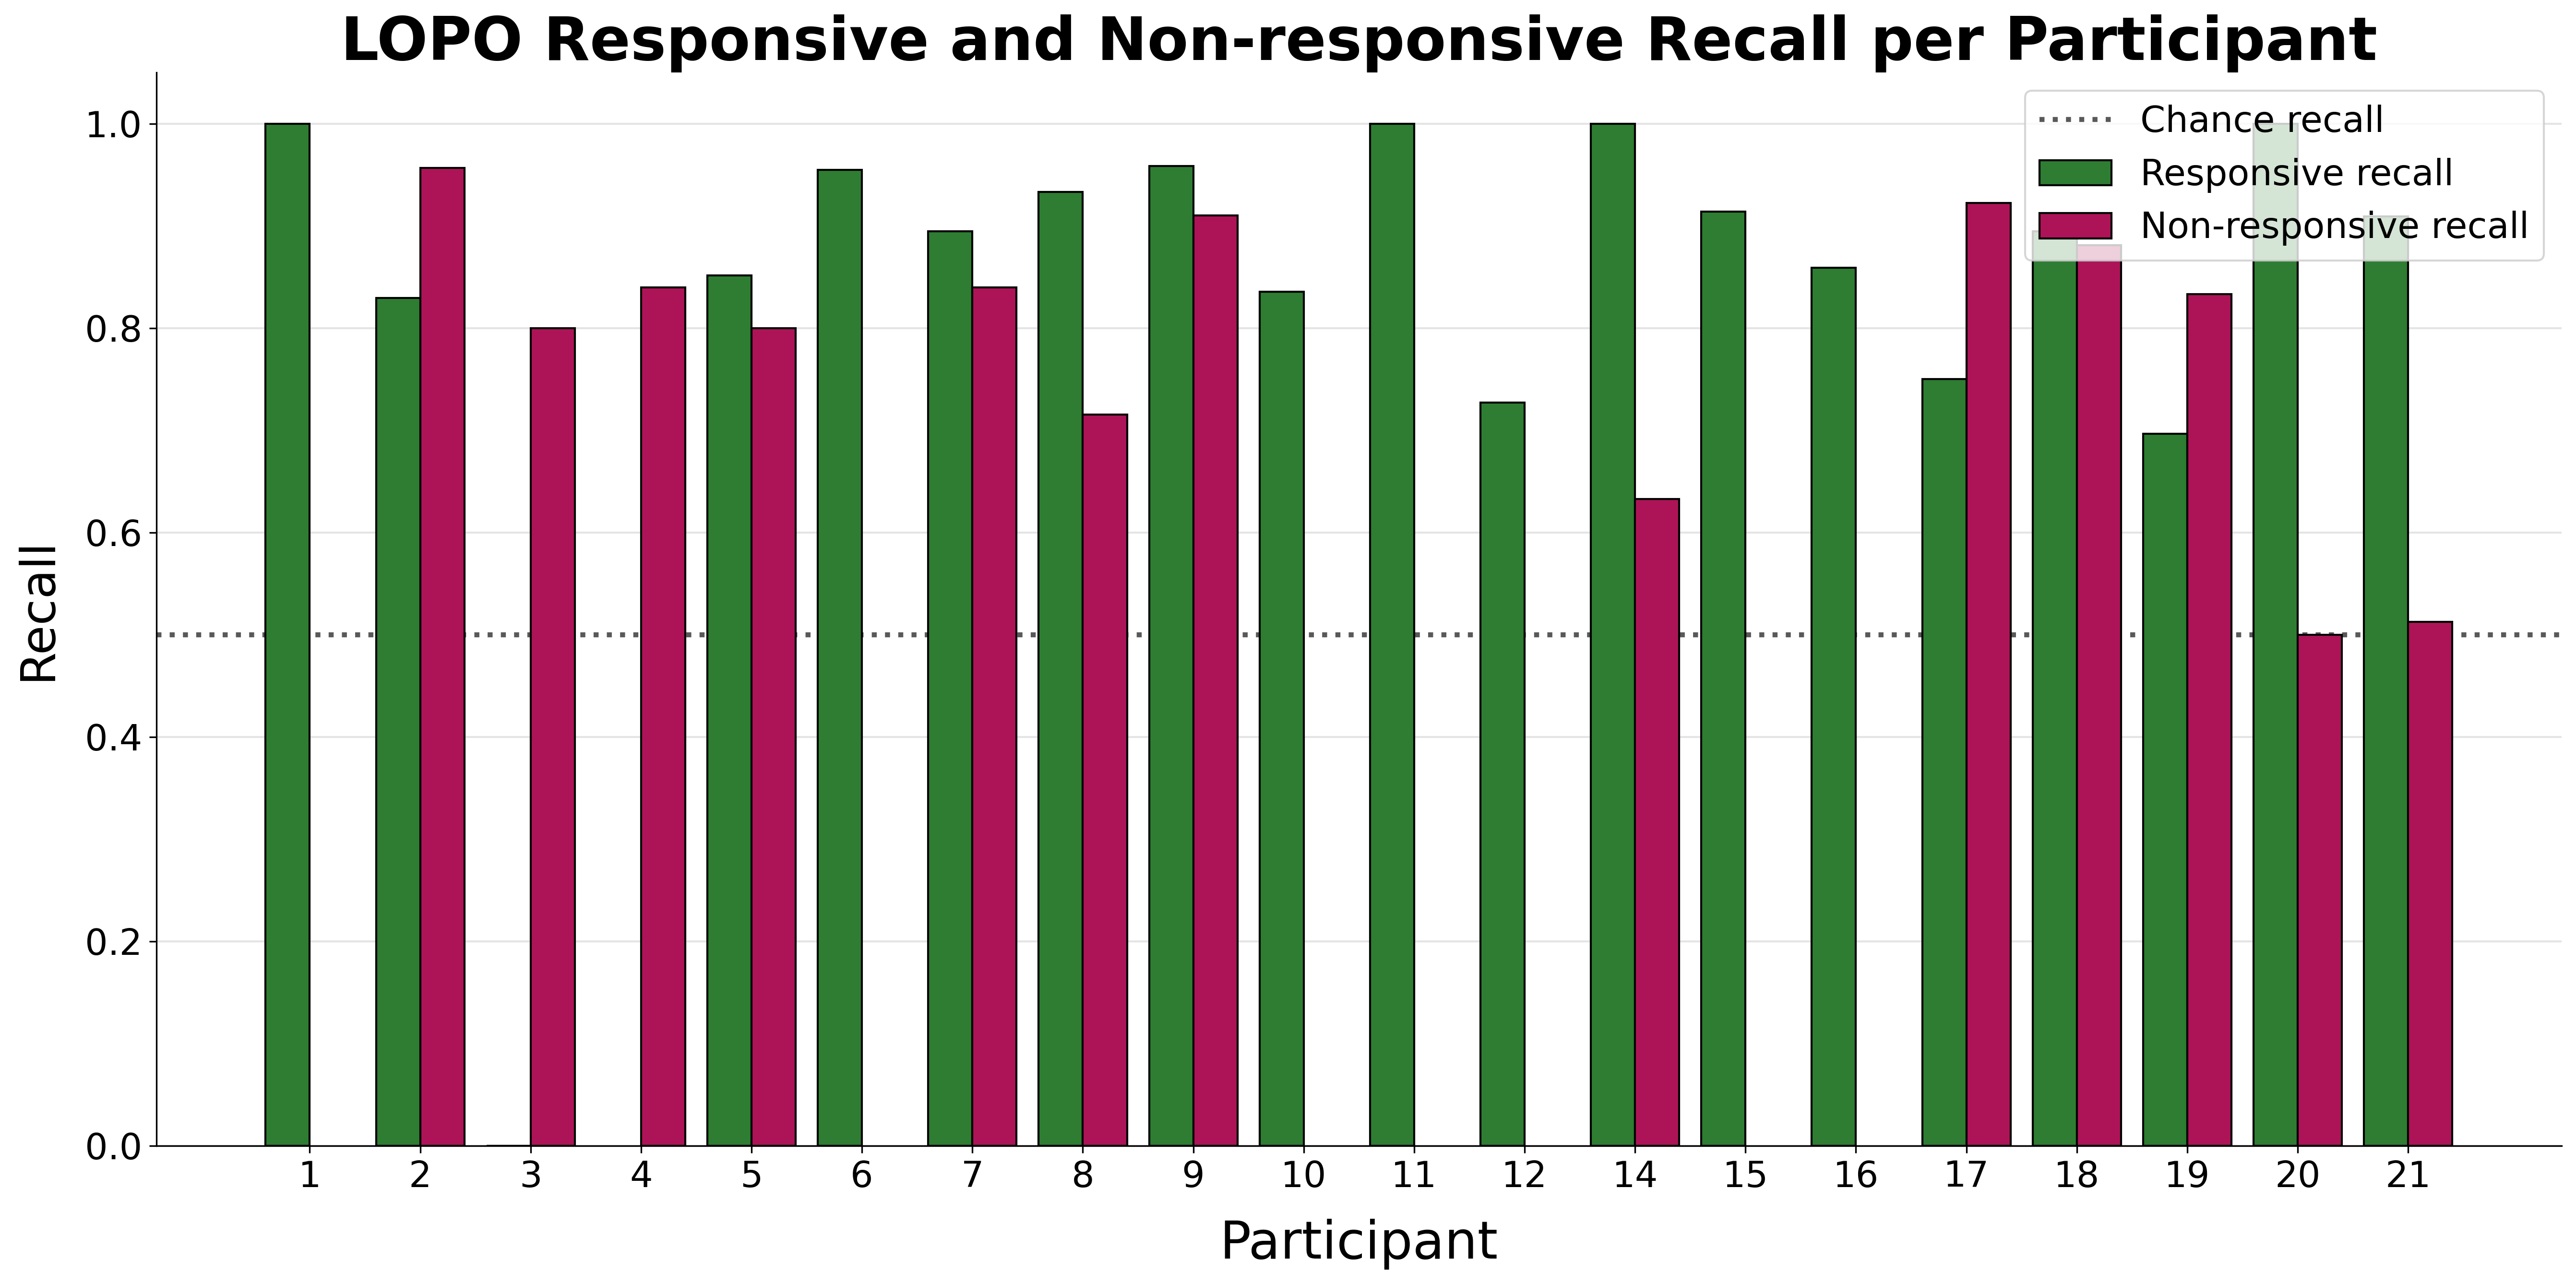 LOPO Responsive and Non-responsive Recall per Participant
Chance recall
Responsive recall
Non-responsive recall
Recall
1.0
0.8
0.6
0.4
0.2
0.0
1 2 3 4 5 6 7 8 9 10 11 12 14 15 16 17 18 19 20 21
Participant